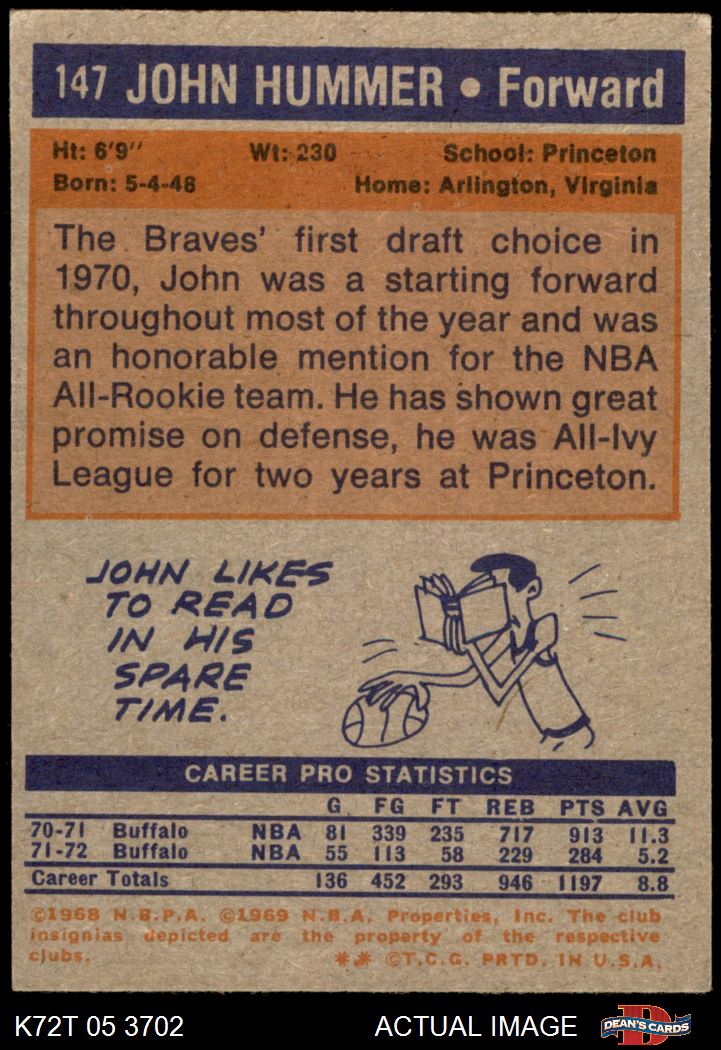 147 JOHN HUMMER • Forward
Ht: 6'9" Wt: 230 School: Princeton
Born: 5-4-48 Home: Arlington, Virginia
The Braves' first draft choice in
1970, John was a starting forward
throughout most of the year and was
an honorable mention for the NBA
All-Rookie team. He has shown great
promise on defense, he was All-Ivy
League for two years at Princeton.
JOHN LIKES
TO READ
IN HIS
SPARE
TIME.
CAREER PRO STATISTICS
G FG FT REB PTS AVG
70-71 Buffalo NBA 81 339 235 717 913 11.3
71-72 Buffalo NBA 55 113 58 229 284 5.2
Career Totals 136 452 293 946 1197 8.8
©1968 N.B.P.A. ©1969 N.B.A. Properties, Inc. The club
insignias depicted are the property of the respective
clubs. ** ©T.C.G. PRTD. IN U.S.A.
K72T 05 3702 ACTUAL IMAGE D DEAN'S CARDS